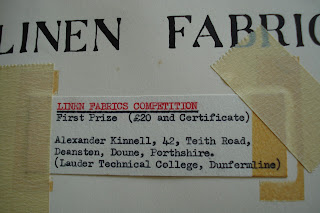 LINEN FABRIC
LINEN FABRICS COMPETITION
First Prize (£20 and Certificate)
Alexander Kinnell, 42, Teith Road,
Deanston, Doune, Perthshire.
(Lauder Technical College, Dunfermline)